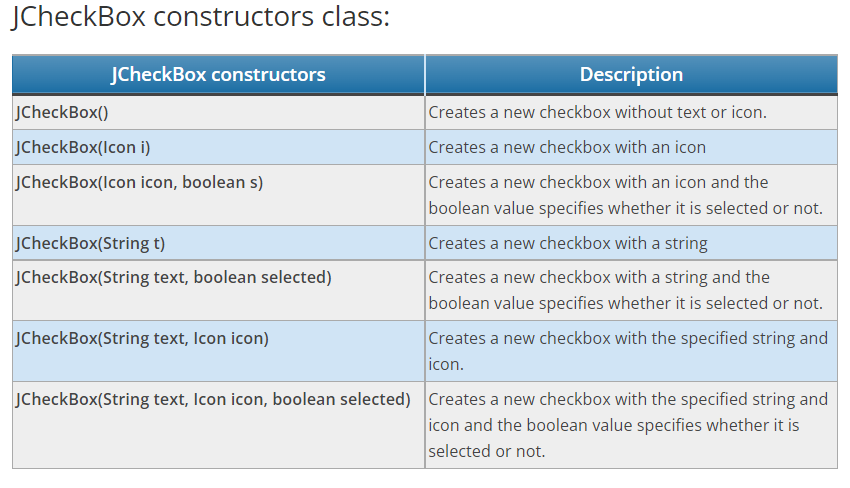 JCheckBox constructors class:
JCheckBox constructors Description
JCheckBox() Creates a new checkbox without text or icon.
JCheckBox(Icon i) Creates a new checkbox with an icon
JCheckBox(Icon icon, boolean s) Creates a new checkbox with an icon and the
boolean value specifies whether it is selected or not.
JCheckBox(String t) Creates a new checkbox with a string
JCheckBox(String text, boolean selected) Creates a new checkbox with a string and the
boolean value specifies whether it is selected or not.
JCheckBox(String text, Icon icon) Creates a new checkbox with the specified string and
icon.
JCheckBox(String text, Icon icon, boolean selected) Creates a new checkbox with the specified string and
icon and the boolean value specifies whether it is
selected or not.